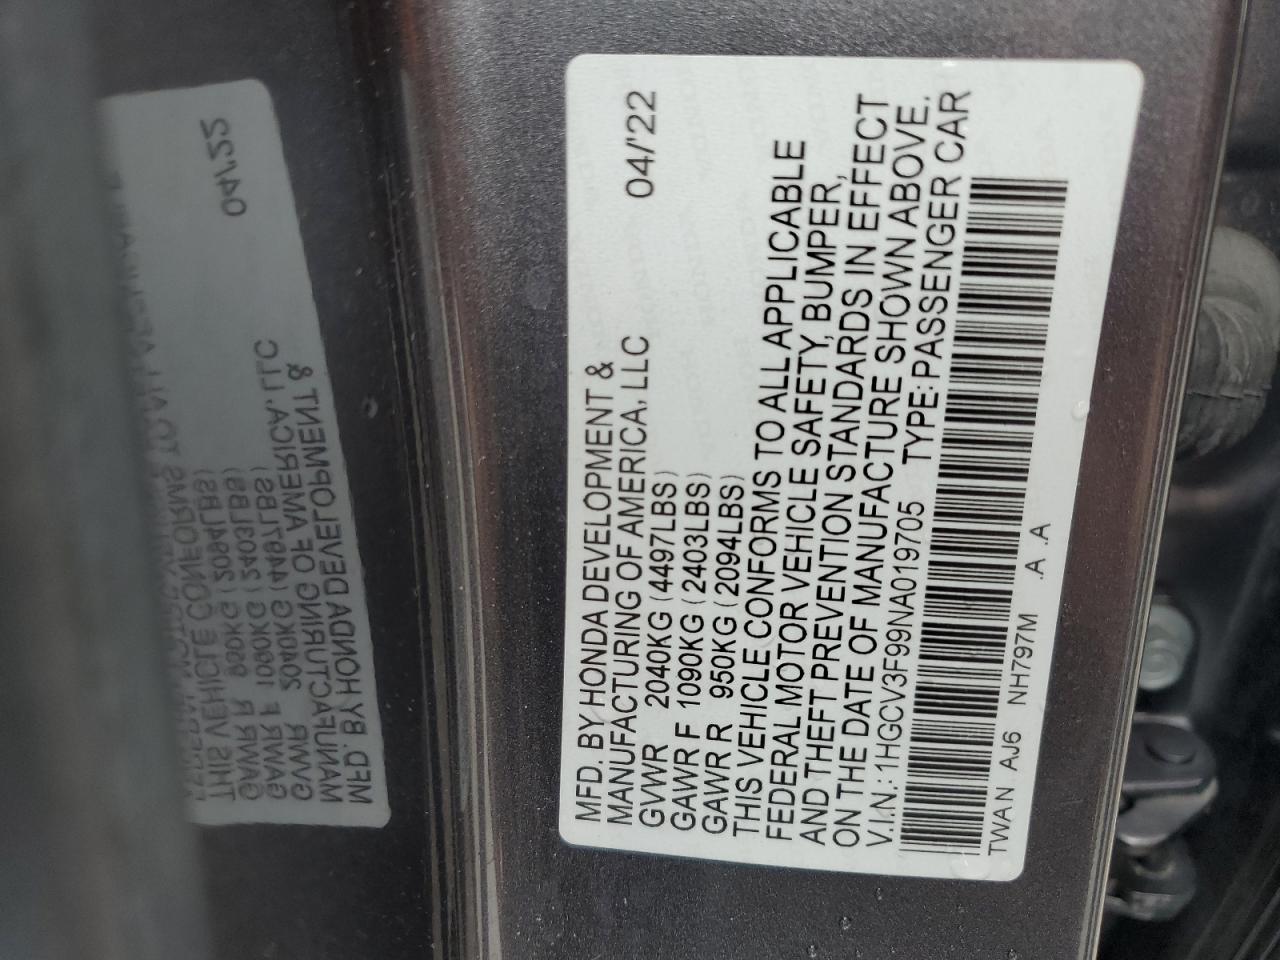 MFD. BY HONDA DEVELOPMENT &
MANUFACTURING OF AMERICA, LLC 04/'22
GVWR 2040KG (4497LBS)
GAWR F 1090KG (2403LBS)
GAWR R 950KG (2094LBS)
THIS VEHICLE CONFORMS TO ALL APPLICABLE
FEDERAL MOTOR VEHICLE SAFETY, BUMPER,
AND THEFT PREVENTION STANDARDS IN EFFECT
ON THE DATE OF MANUFACTURE SHOWN ABOVE.
V.I.N.: 1HGCV3F99NA019705 TYPE: PASSENGER CAR
TWAN AJ6 NH797M .A .A